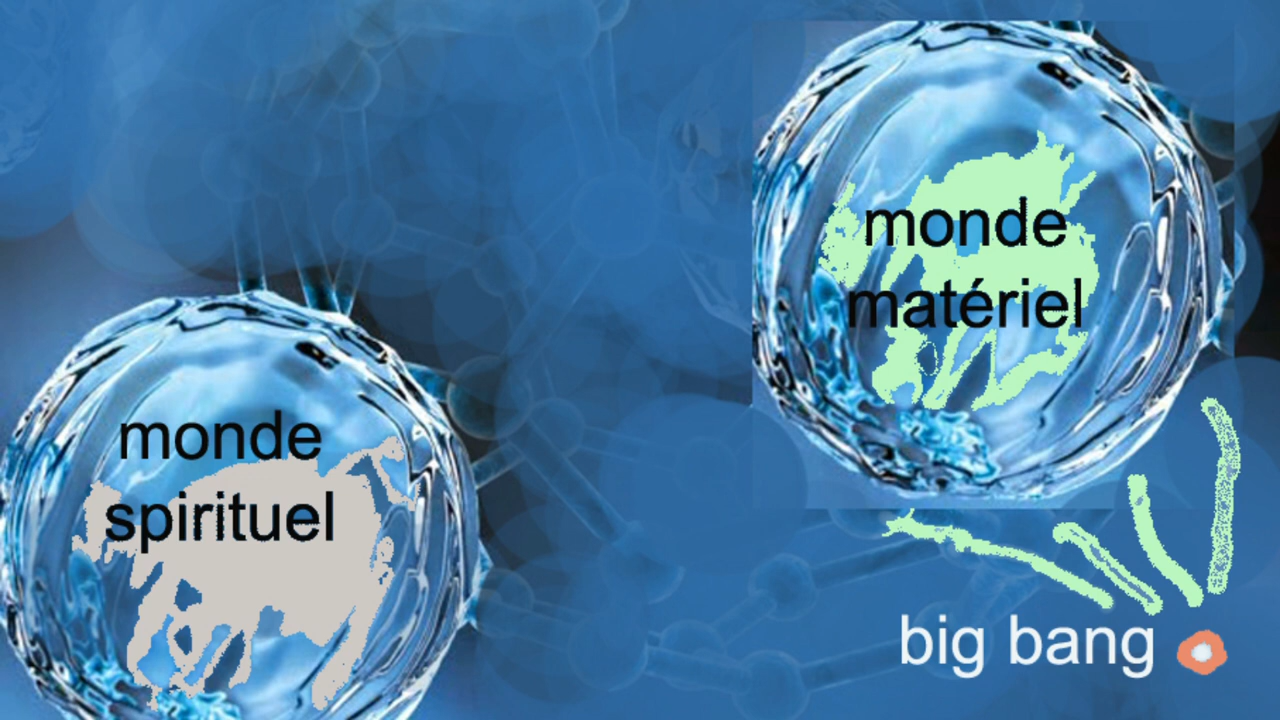 monde
matériel
monde
spirituel
big bang